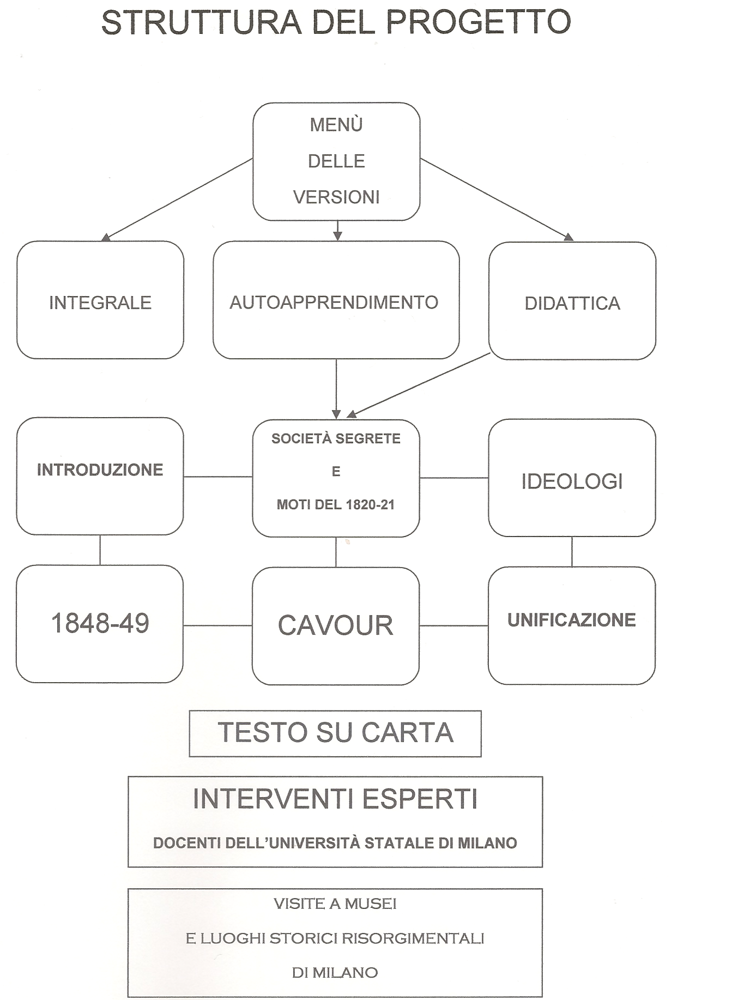 STRUTTURA DEL PROGETTO
MENÙ
DELLE
VERSIONI
INTEGRALE
AUTOAPPRENDIMENTO
DIDATTICA
INTRODUZIONE
SOCIETÀ SEGRETE
E
MOTI DEL 1820-21
IDEOLOGI
1848-49
CAVOUR
UNIFICAZIONE
TESTO SU CARTA
INTERVENTI ESPERTI
DOCENTI DELL'UNIVERSITÀ STATALE DI MILANO
VISITE A MUSEI
E LUOGHI STORICI RISORGIMENTALI
DI MILANO